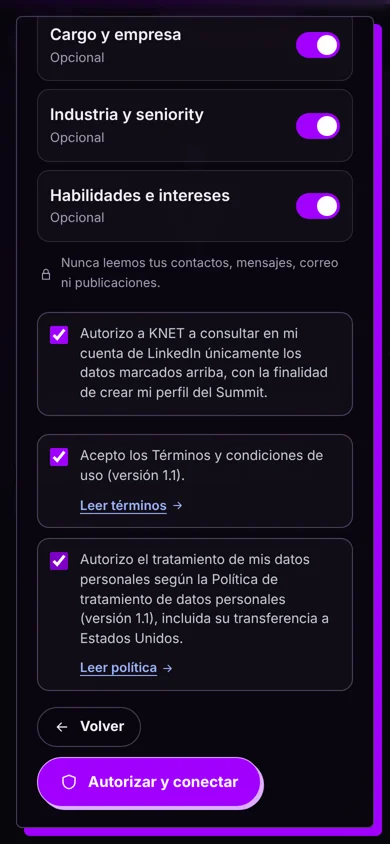 Cargo y empresa
Opcional
Industria y seniority
Opcional
Habilidades e intereses
Opcional
Nunca leemos tus contactos, mensajes, correo
ni publicaciones.
Autorizo a KNET a consultar en mi
cuenta de LinkedIn únicamente los
datos marcados arriba, con la finalidad
de crear mi perfil del Summit.
Acepto los Términos y condiciones de
uso (versión 1.1).
Leer términos →
Autorizo el tratamiento de mis datos
personales según la Política de
tratamiento de datos personales
(versión 1.1), incluida su transferencia a
Estados Unidos.
Leer política →
← Volver
Autorizar y conectar